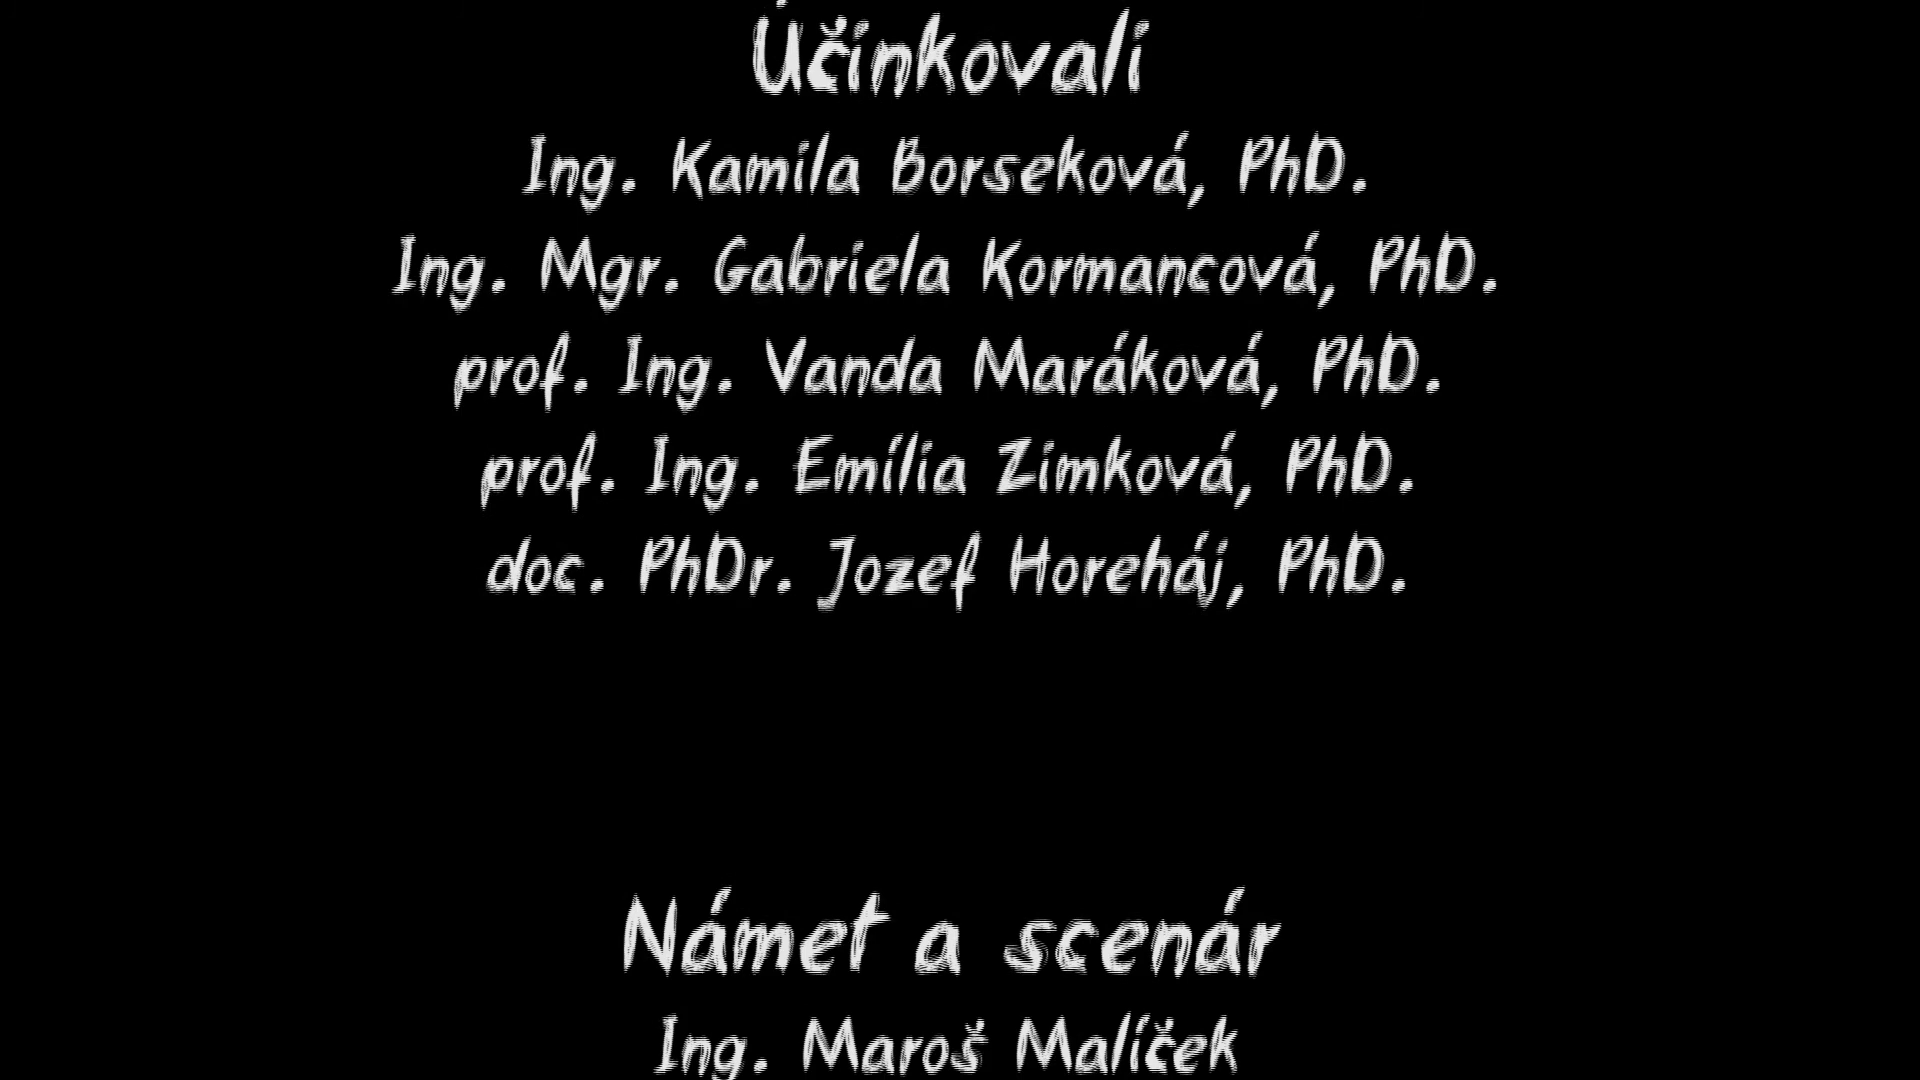 Účinkovali
Ing. Kamila Borseková, PhD.
Ing. Mgr. Gabriela Kormancová, PhD.
prof. Ing. Vanda Maráková, PhD.
prof. Ing. Emília Zimková, PhD.
doc. PhDr. Jozef Horeháj, PhD.
Námet a scenár
Ing. Maroš Malíček